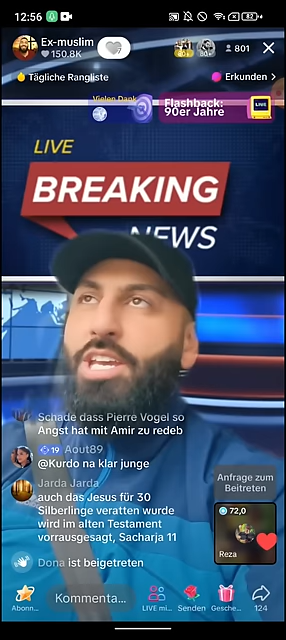 12:56
82
Ex-muslim
150.8K
801
Tägliche Rangliste
Erkunden
Vielen Dank
Flashback:
90er Jahre
LIVE
LIVE
BREAKING
NEWS
Schade dass Pierre Vogel so
Angst hat mit Amir zu redeb
19 Aout89
@Kurdo na klar junge
Jarda Jarda
auch das Jesus für 30
Silberlinge veratten wurde
wird im alten Testament
vorrausgesagt, Sacharja 11
Anfrage zum
Beitreten
72,0
Reza
Dona ist beigetreten
Kommenta...
Abonn...
LIVE mi...
Senden
Gesche...
124